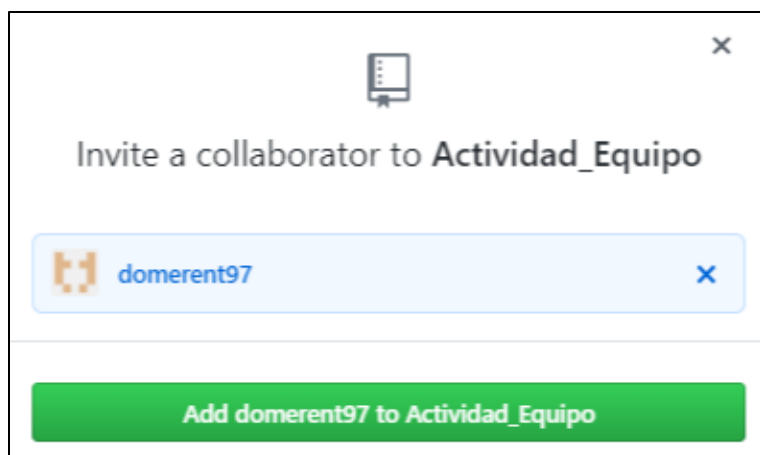 Invite a collaborator to Actividad_Equipo
domerent97
Add domerent97 to Actividad_Equipo